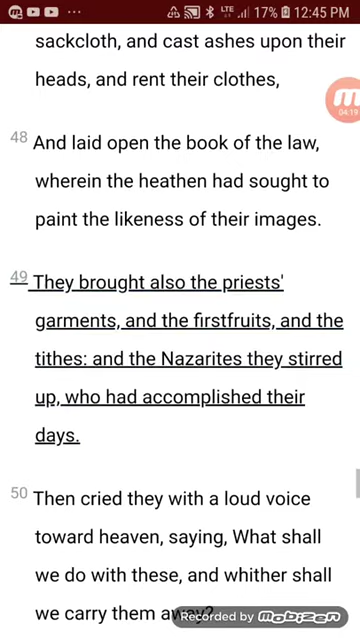 17% 12:45 PM
sackcloth, and cast ashes upon their
heads, and rent their clothes,
04:19
48 And laid open the book of the law,
wherein the heathen had sought to
paint the likeness of their images.
49 They brought also the priests'
garments, and the firstfruits, and the
tithes: and the Nazarites they stirred
up, who had accomplished their
days.
50 Then cried they with a loud voice
toward heaven, saying, What shall
we do with these, and whither shall
we carry them away?
Recorded by mobizen